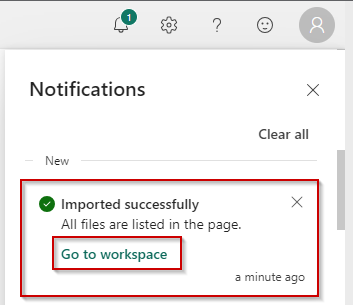 1
?
Notifications
Clear all
New
Imported successfully
All files are listed in the page.
Go to workspace
a minute ago